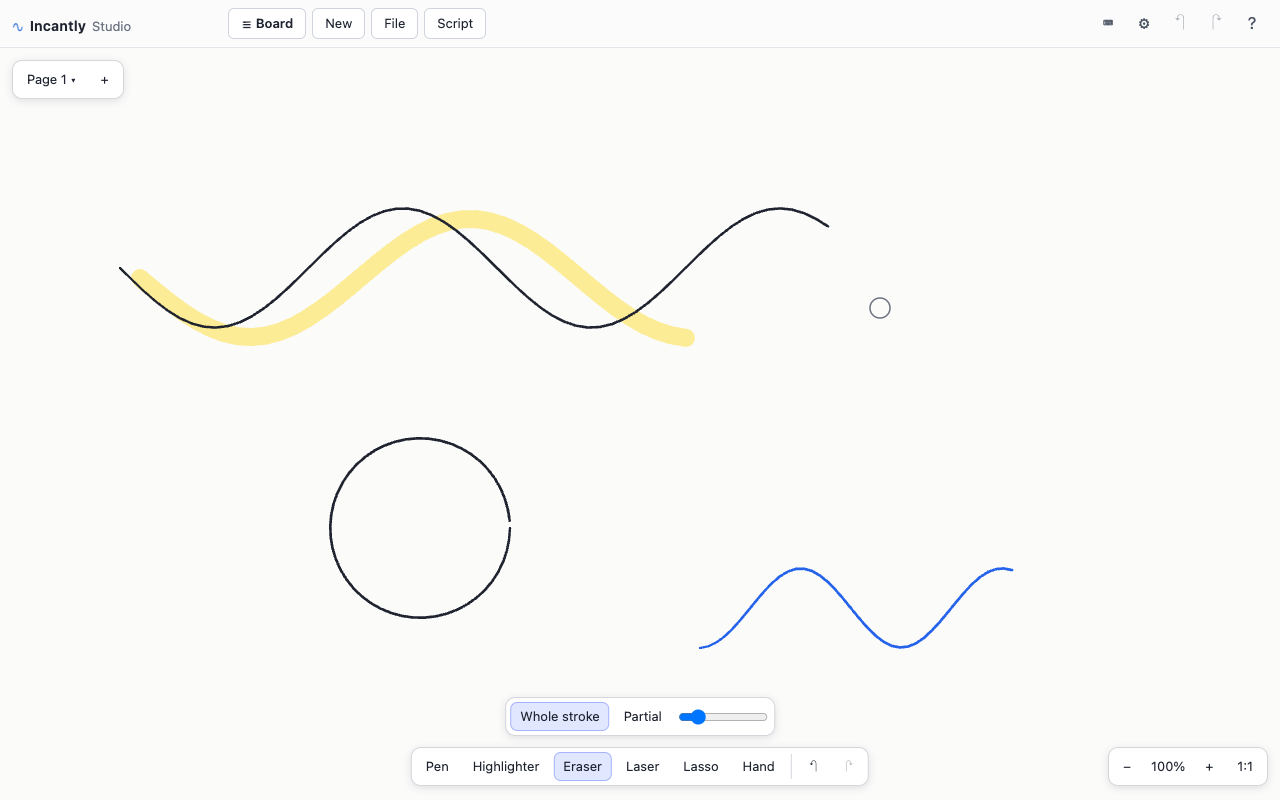 Incantly Studio
≡ Board New File Script
?
Page 1 ▾ +
Whole stroke Partial
Pen Highlighter Eraser Laser Lasso Hand
− 100% + 1:1